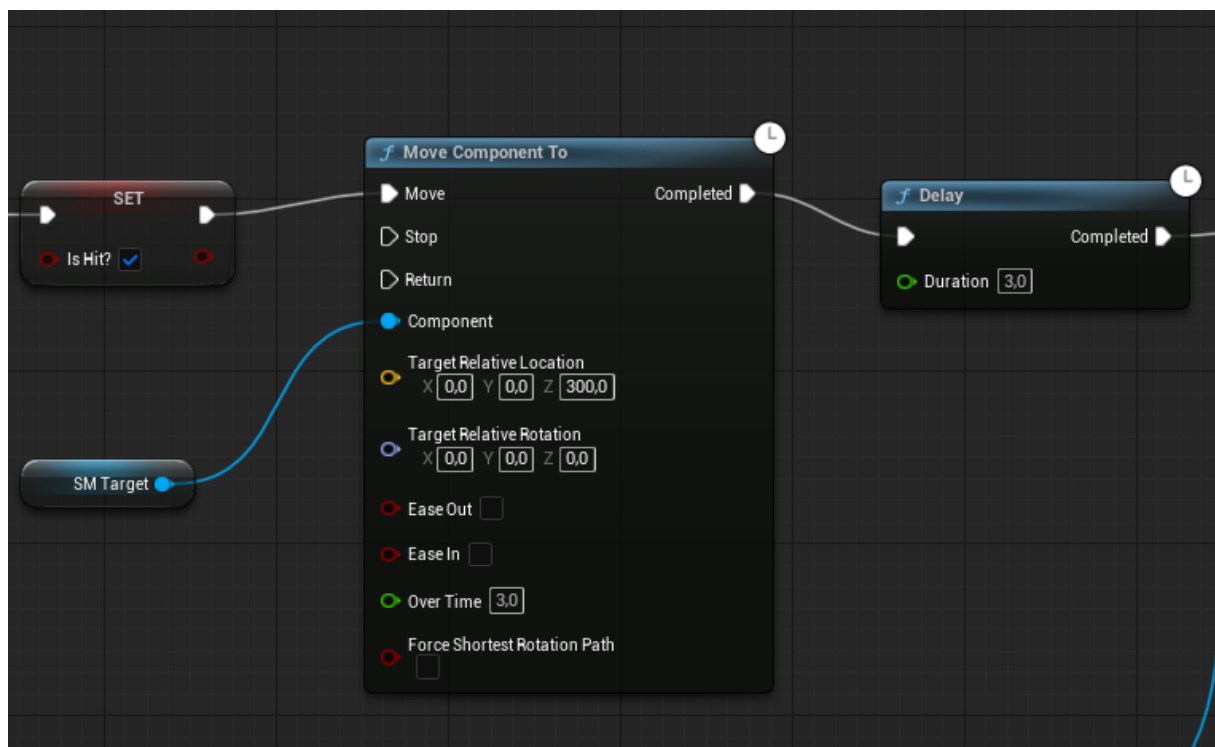 SET
Is Hit?
SM Target
Move Component To
Move
Completed
Stop
Return
Component
Target Relative Location
X 0,0 Y 0,0 Z 300,0
Target Relative Rotation
X 0,0 Y 0,0 Z 0,0
Ease Out
Ease In
Over Time 3,0
Force Shortest Rotation Path
Delay
Completed
Duration 3,0